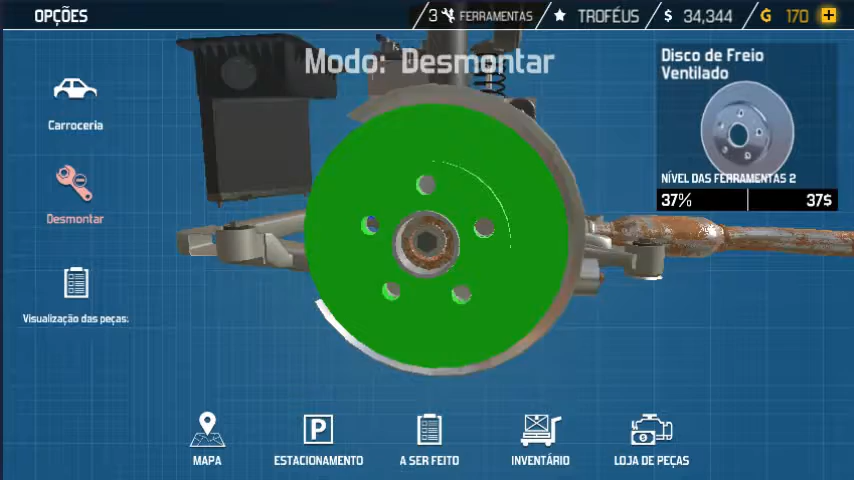 OPÇÕES
3 FERRAMENTAS
TROFÉUS
$ 34,344
G 170
Modo: Desmontar
Disco de Freio
Ventilado
NÍVEL DAS FERRAMENTAS 2
37%
37$
Carroceria
Desmontar
Visualização das peças:
MAPA
P
ESTACIONAMENTO
A SER FEITO
INVENTÁRIO
LOJA DE PEÇAS